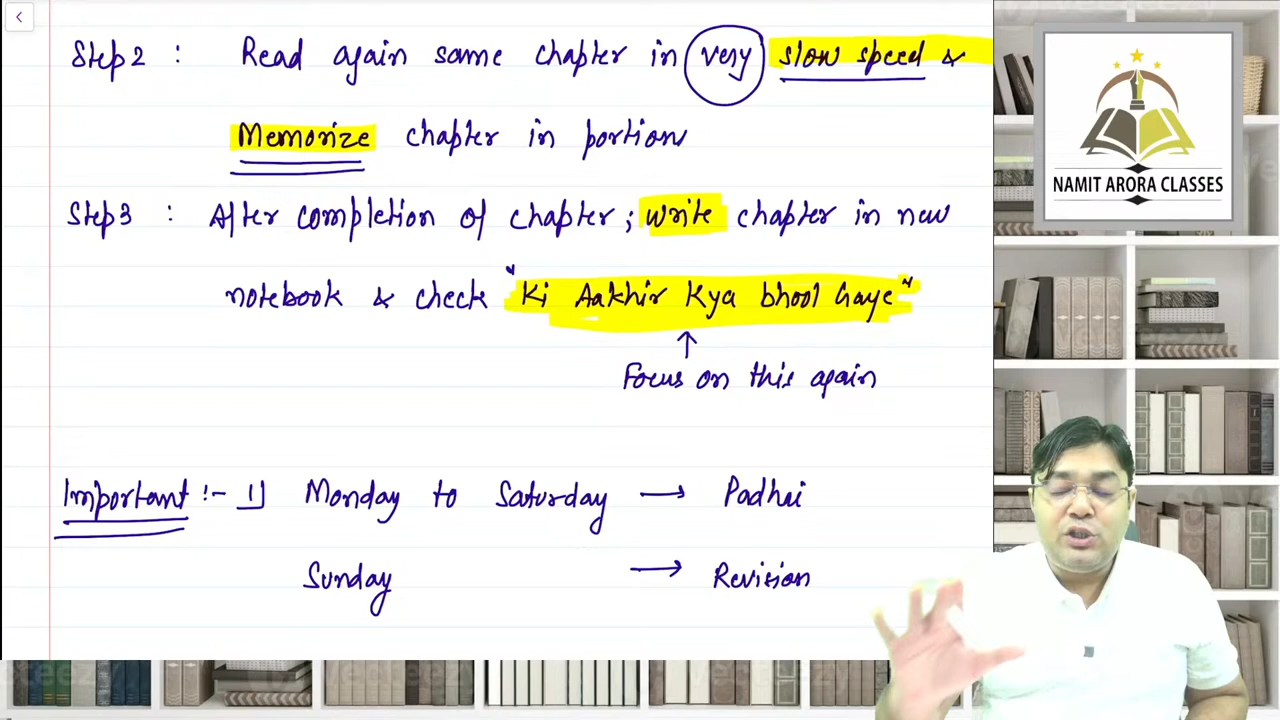 Step 2 : Read again same chapter in very slow speed &
Memorize chapter in portion
Step 3 : After completion of chapter; write chapter in new
notebook & check "Ki Aakhir Kya bhool Gaye"
↑
Focus on this again
Important :- 1) Monday to Saturday → Padhai
Sunday → Revision
NAMIT ARORA CLASSES